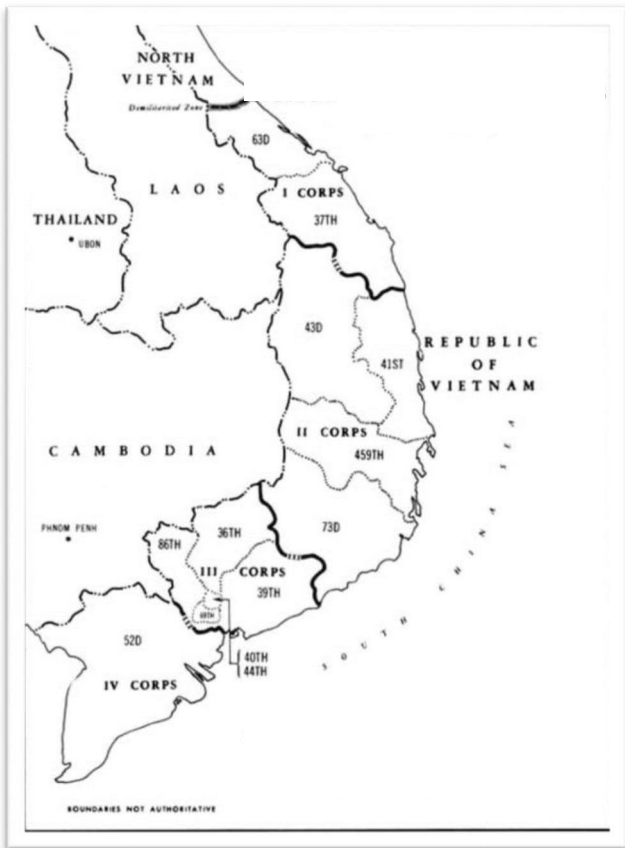 NORTH
VIETNAM
Demilitarized Zone
63D
LAOS
I CORPS
37TH
THAILAND
UBON
43D
41ST
REPUBLIC
OF
VIETNAM
II CORPS
459TH
CAMBODIA
PHNOM PENH
36TH
86TH
73D
III CORPS
39TH
SOUTH CHINA SEA
52D
40TH
44TH
IV CORPS
BOUNDARIES NOT AUTHORITATIVE